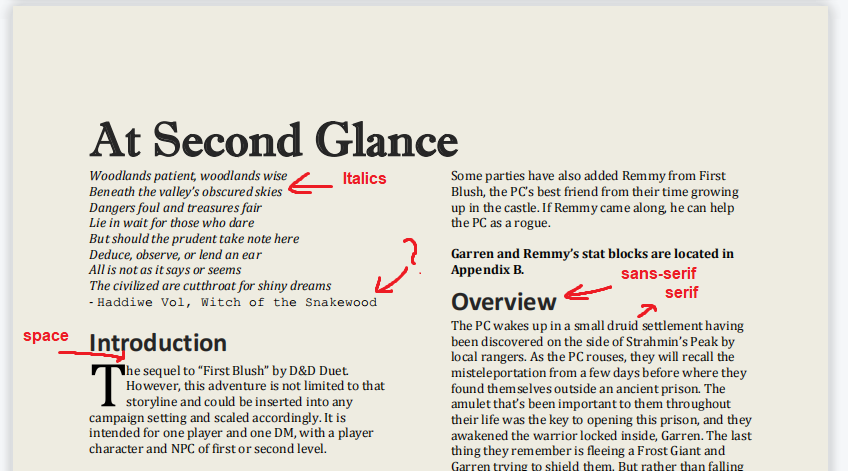 At Second Glance
Woodlands patient, woodlands wise
Beneath the valley's obscured skies
Dangers foul and treasures fair
Lie in wait for those who dare
But should the prudent take note here
Deduce, observe, or lend an ear
All is not as it says or seems
The civilized are cutthroat for shiny dreams
- Haddiwe Vol, Witch of the Snakewood
Italics
?
space
Introduction
The sequel to “First Blush” by D&D Duet.
However, this adventure is not limited to that
storyline and could be inserted into any
campaign setting and scaled accordingly. It is
intended for one player and one DM, with a player
character and NPC of first or second level.
Some parties have also added Remmy from First
Blush, the PC's best friend from their time growing
up in the castle. If Remmy came along, he can help
the PC as a rogue.
Garren and Remmy's stat blocks are located in
Appendix B.
sans-serif
serif
Overview
The PC wakes up in a small druid settlement having
been discovered on the side of Strahmin's Peak by
local rangers. As the PC rouses, they will recall the
misteleportation from a few days before where they
found themselves outside an ancient prison. The
amulet that's been important to them throughout
their life was the key to opening this prison, and they
awakened the warrior locked inside, Garren. The last
thing they remember is fleeing a Frost Giant and
Garren trying to shield them. But rather than falling